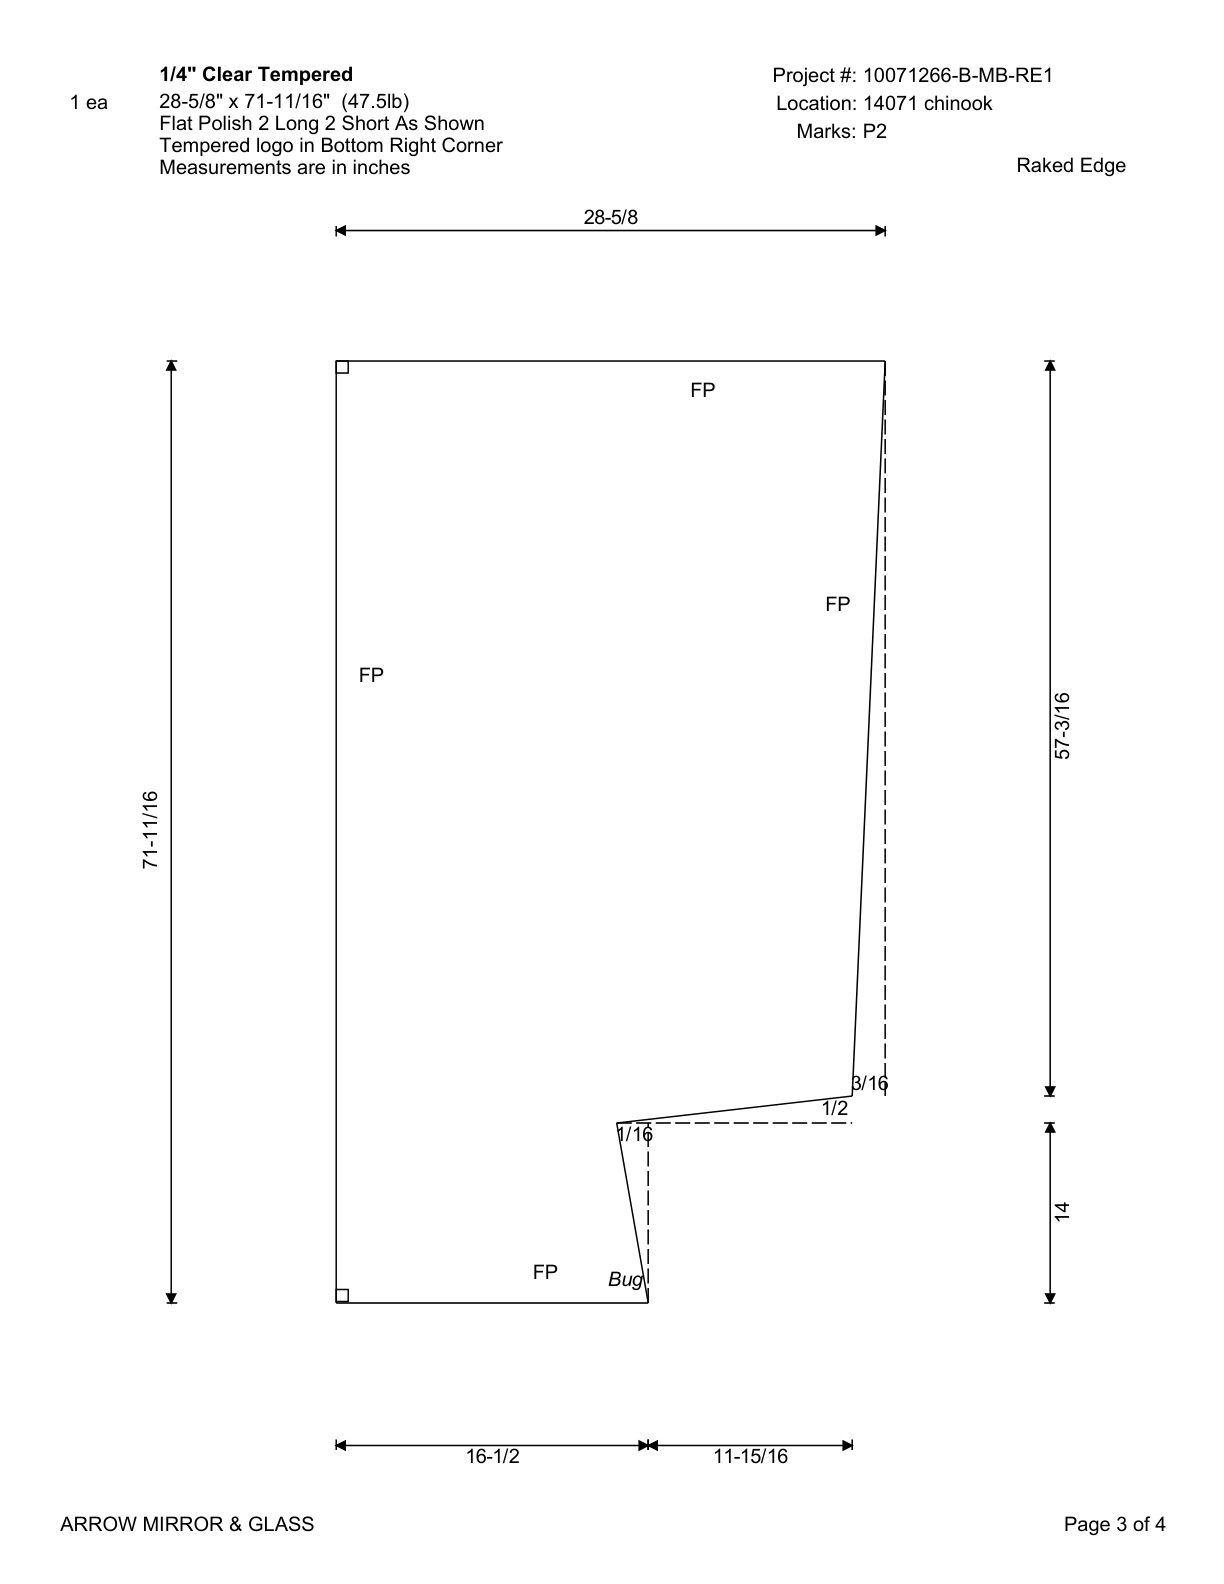 1/4" Clear Tempered
1 ea
28-5/8" x 71-11/16" (47.5lb)
Flat Polish 2 Long 2 Short As Shown
Tempered logo in Bottom Right Corner
Measurements are in inches
Project #: 10071266-B-MB-RE1
Location: 14071 chinook
Marks: P2
Raked Edge
28-5/8
FP
FP
FP
57-3/16
71-11/16
3/16
1/2
1/16
14
FP
Bug
16-1/2
11-15/16
ARROW MIRROR & GLASS
Page 3 of 4